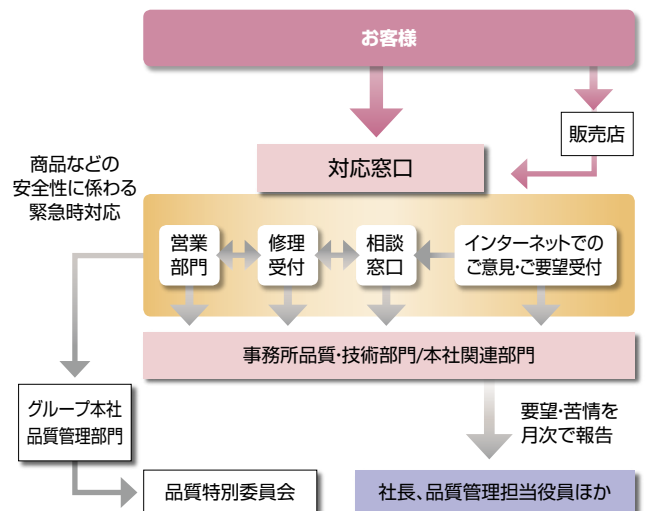 お客様
販売店
対応窓口
商品などの
安全性に係わる
緊急時対応
営業
部門
修理
受付
相談
窓口
インターネットでの
ご意見・ご要望受付
事務所品質・技術部門/本社関連部門
グループ本社
品質管理部門
要望・苦情を
月次で報告
品質特別委員会
社長、品質管理担当役員ほか